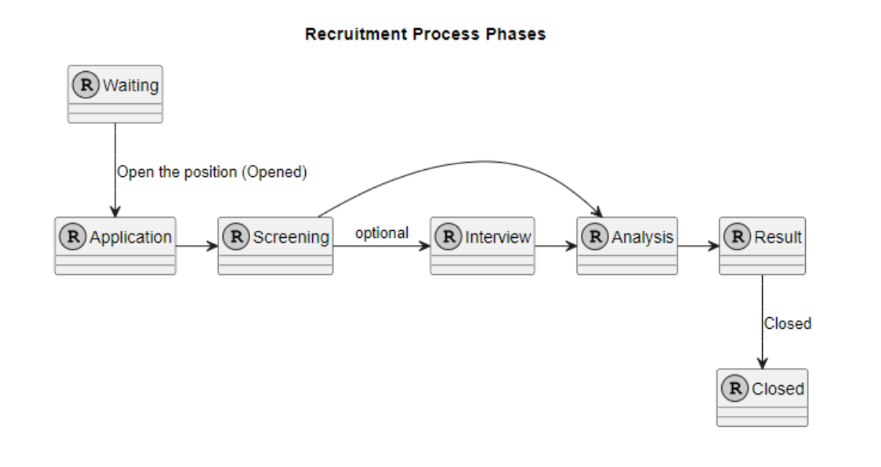 Recruitment Process Phases
R Waiting
Open the position (Opened)
R Application
R Screening
optional
R Interview
R Analysis
R Result
Closed
R Closed